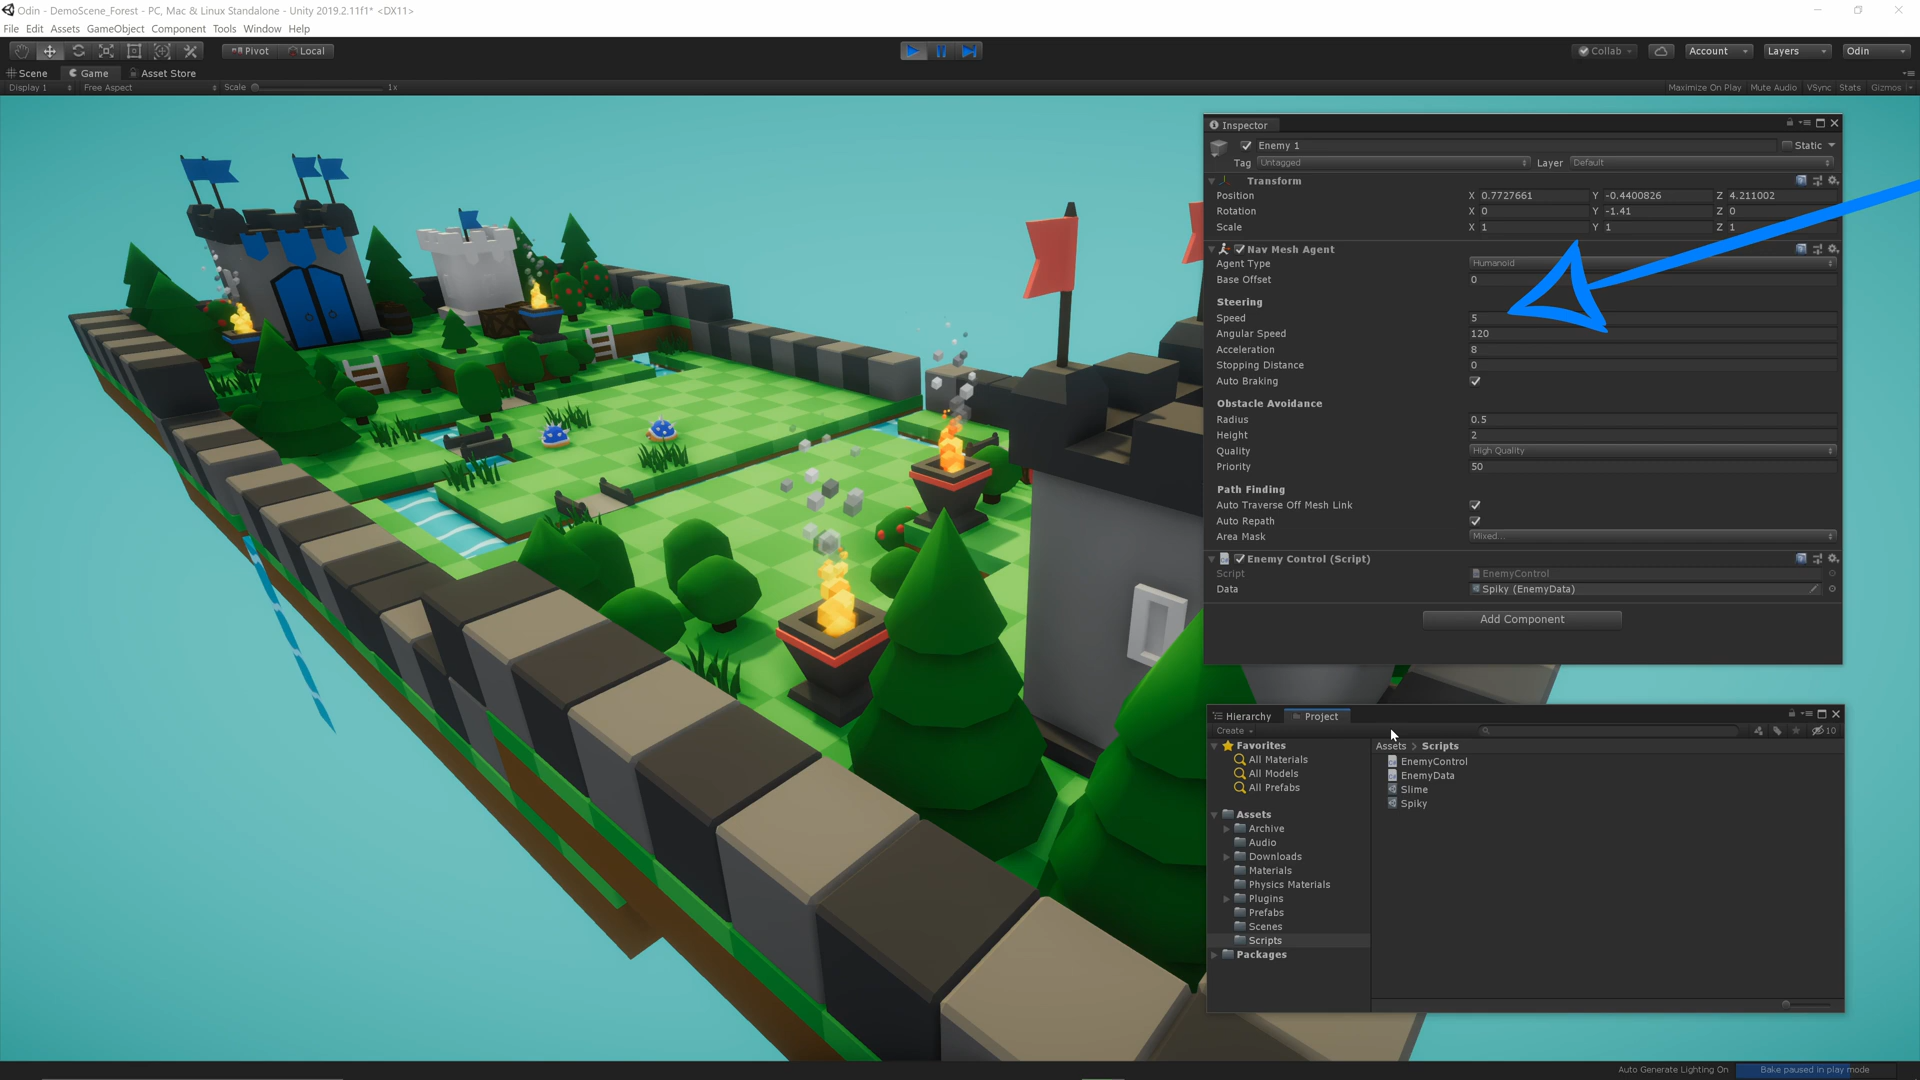 Odin - DemoScene_Forest - PC, Mac & Linux Standalone - Unity 2019.2.11f1* <DX11>
File Edit Assets GameObject Component Tools Window Help
Pivot Local Collab Account Layers Odin
Scene Game Asset Store
Display 1 Free Aspect Scale 1x Maximize On Play Mute Audio VSync Stats Gizmos
Inspector
Enemy 1 Static
Tag Untagged Layer Default
Transform
Position X 0.7727661 Y -0.4400826 Z 4.211002
Rotation X 0 Y -1.41 Z 0
Scale X 1 Y 1 Z 1
Nav Mesh Agent
Agent Type Humanoid
Base Offset 0
Steering
Speed 5
Angular Speed 120
Acceleration 8
Stopping Distance 0
Auto Braking
Obstacle Avoidance
Radius 0.5
Height 2
Quality High Quality
Priority 50
Path Finding
Auto Traverse Off Mesh Link
Auto Repath
Area Mask Mixed...
Enemy Control (Script)
Script EnemyControl
Data Spiky (EnemyData)
Add Component
Hierarchy Project
Create 10
Favorites
All Materials
All Models
All Prefabs
Assets
Archive
Audio
Downloads
Materials
Physics Materials
Plugins
Prefabs
Scenes
Scripts
Packages
Assets > Scripts
EnemyControl
EnemyData
Slime
Spiky
Auto Generate Lighting On Bake paused in play mode